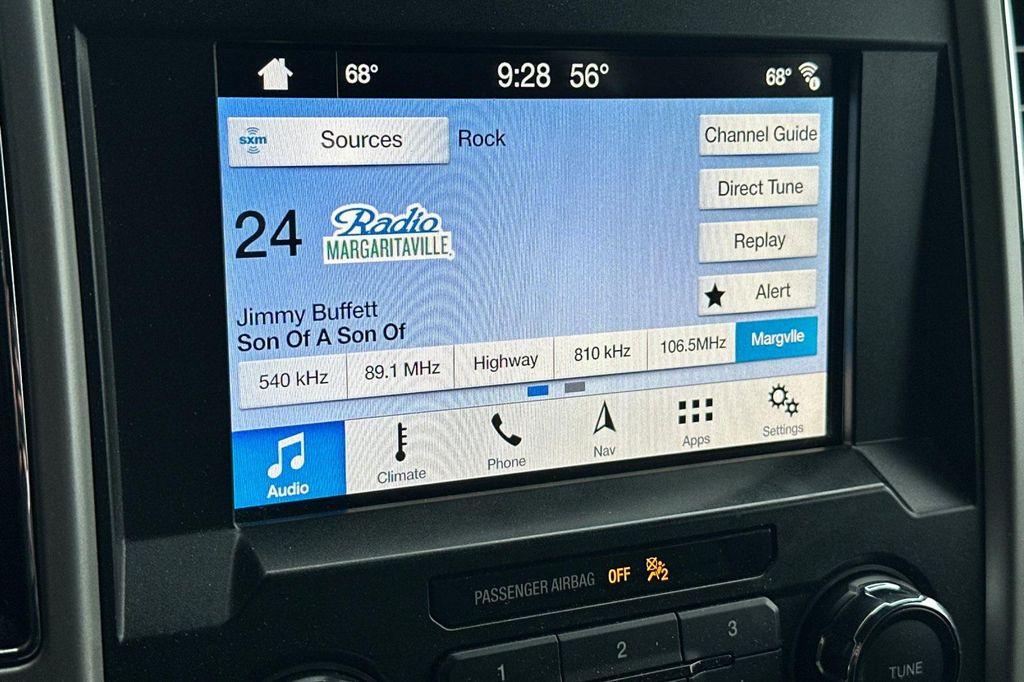 68° 9:28 56° 68°
sxm Sources Rock Channel Guide
Direct Tune
24 Radio
MARGARITAVILLE
Replay
Alert
Jimmy Buffett
Son Of A Son Of
540 kHz 89.1 MHz Highway 810 kHz 106.5MHz Margvlle
Audio Climate Phone Nav Apps Settings
PASSENGER AIRBAG OFF 2
1 2 3
TUNE